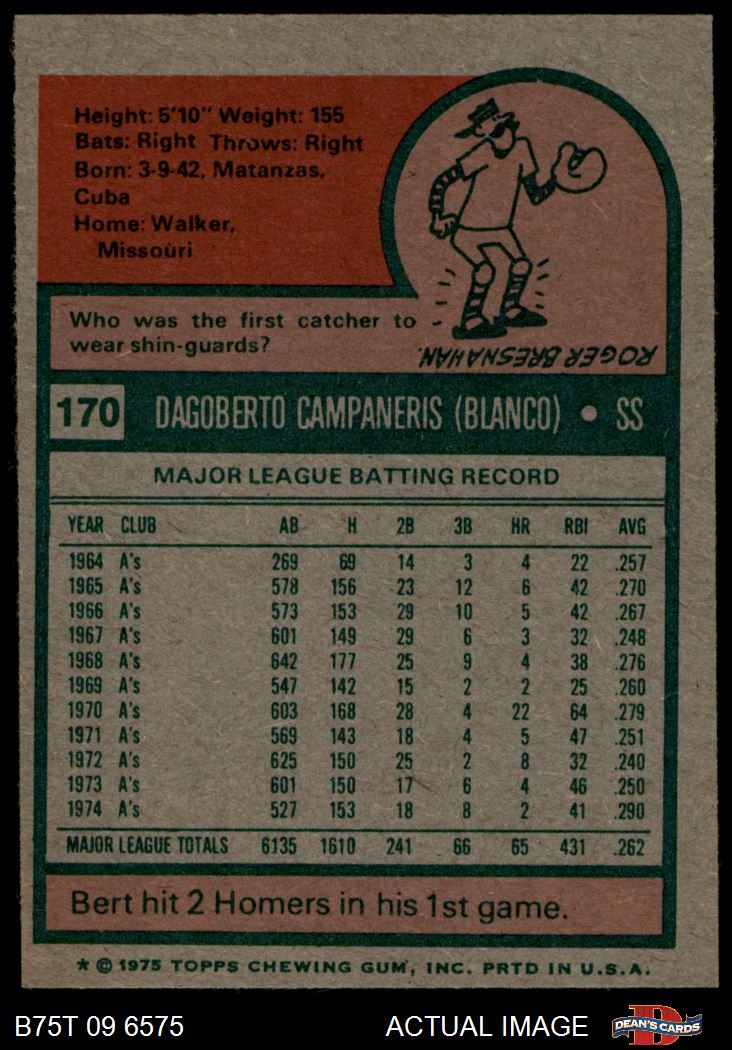 Height: 5'10" Weight: 155
Bats: Right Throws: Right
Born: 3-9-42, Matanzas,
Cuba
Home: Walker,
Missouri
Who was the first catcher to
wear shin-guards?
ROGER BRESNAHAN.
170 DAGOBERTO CAMPANERIS (BLANCO) • SS
MAJOR LEAGUE BATTING RECORD
YEAR CLUB AB H 2B 3B HR RBI AVG
1964 A's 269 69 14 3 4 22 .257
1965 A's 578 156 23 12 6 42 .270
1966 A's 573 153 29 10 5 42 .267
1967 A's 601 149 29 6 3 32 .248
1968 A's 642 177 25 9 4 38 .276
1969 A's 547 142 15 2 2 25 .260
1970 A's 603 168 28 4 22 64 .279
1971 A's 569 143 18 4 5 47 .251
1972 A's 625 150 25 2 8 32 .240
1973 A's 601 150 17 6 4 46 .250
1974 A's 527 153 18 8 2 41 .290
MAJOR LEAGUE TOTALS 6135 1610 241 66 65 431 .262
Bert hit 2 Homers in his 1st game.
* © 1975 TOPPS CHEWING GUM, INC. PRTD IN U.S.A.
B75T 09 6575 ACTUAL IMAGE D DEAN'S CARDS